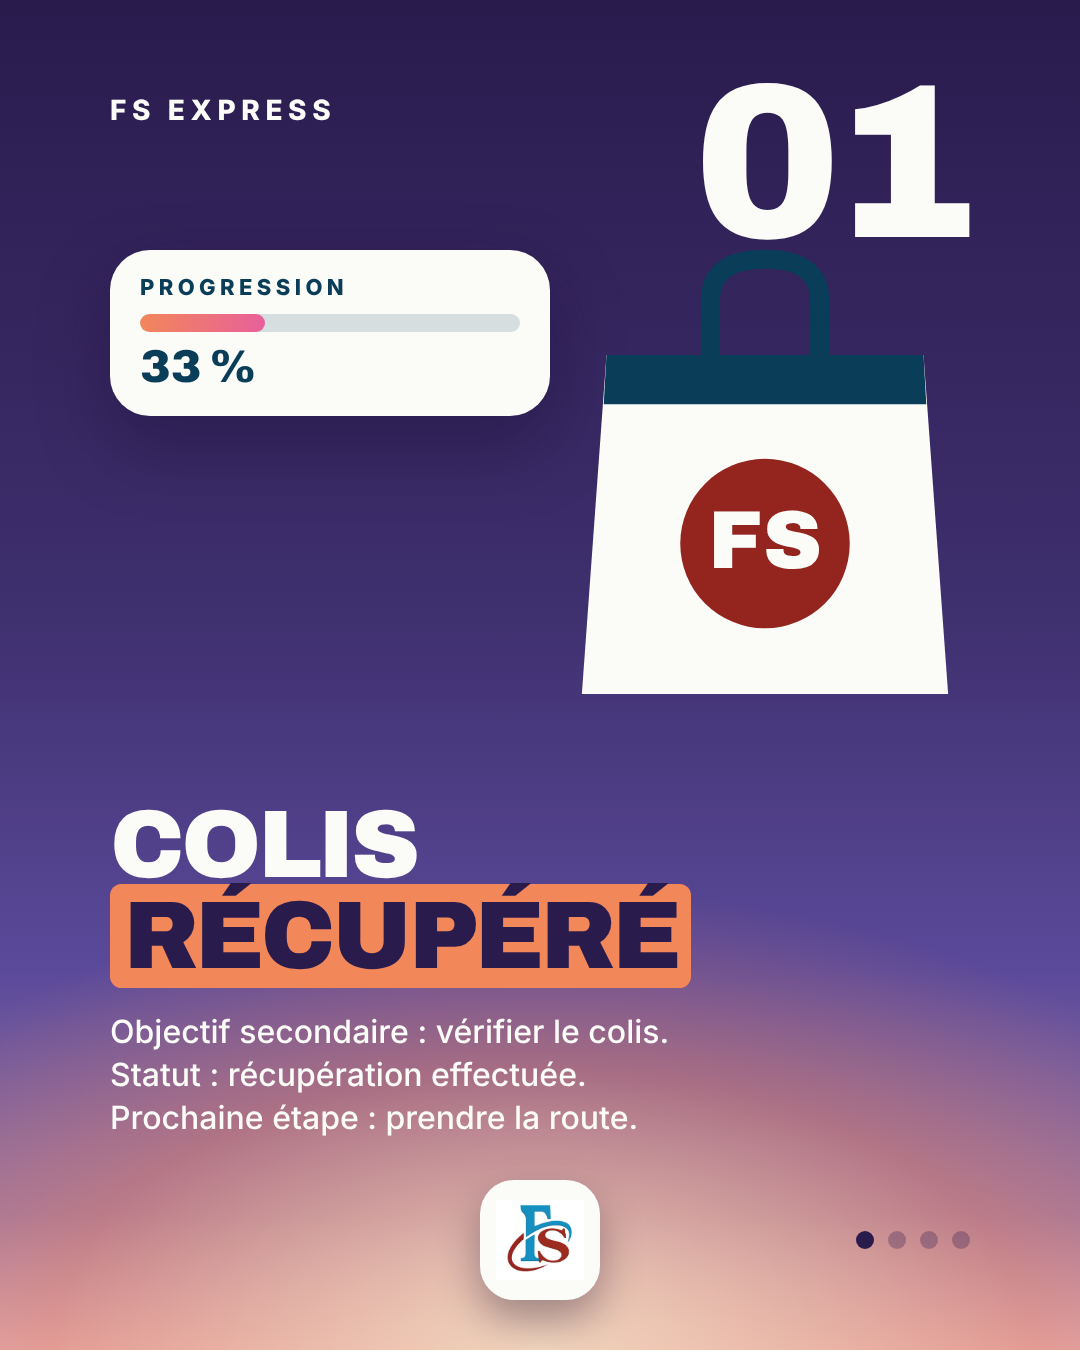 FS EXPRESS
01
PROGRESSION
33 %
FS
COLIS
RÉCUPÉRÉ
Objectif secondaire : vérifier le colis.
Statut : récupération effectuée.
Prochaine étape : prendre la route.
FS